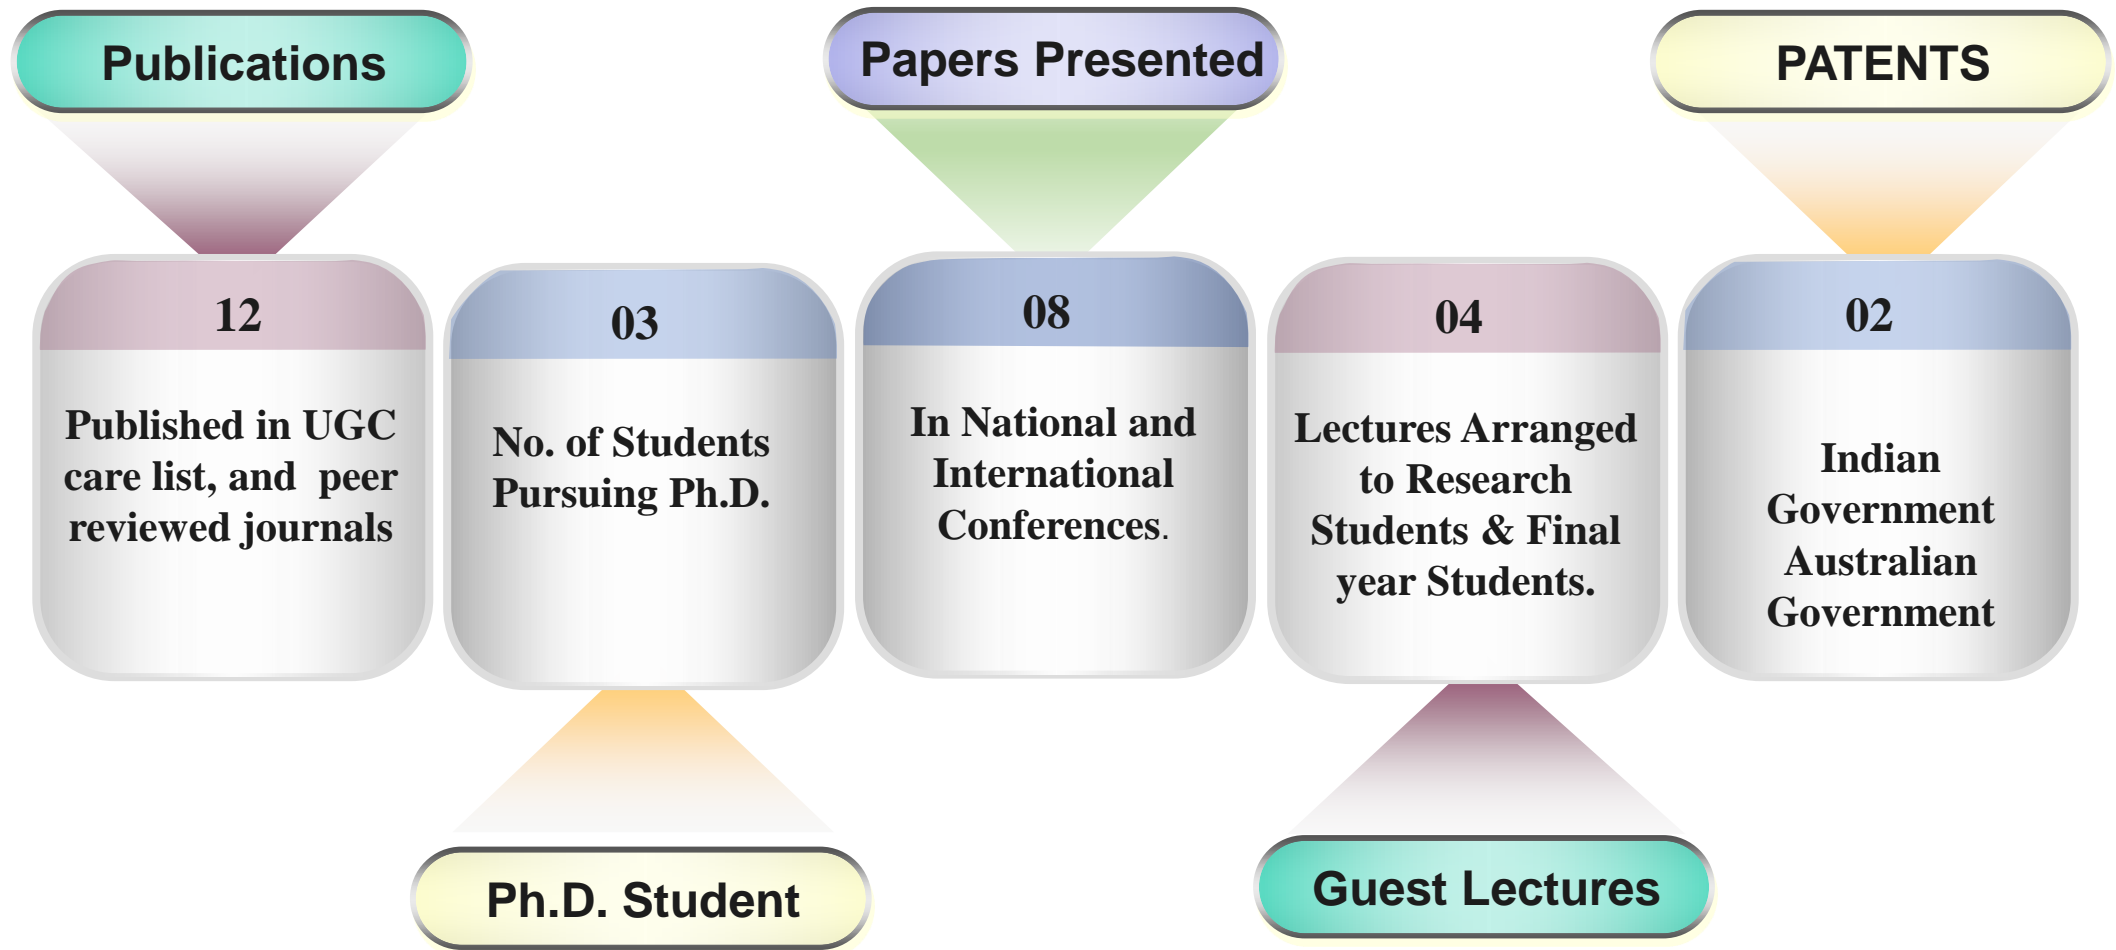 Publications
Papers Presented
PATENTS
12
Published in UGC
care list, and peer
reviewed journals
03
No. of Students
Pursuing Ph.D.
08
In National and
International
Conferences.
04
Lectures Arranged
to Research
Students & Final
year Students.
02
Indian
Government
Australian
Government
Ph.D. Student
Guest Lectures